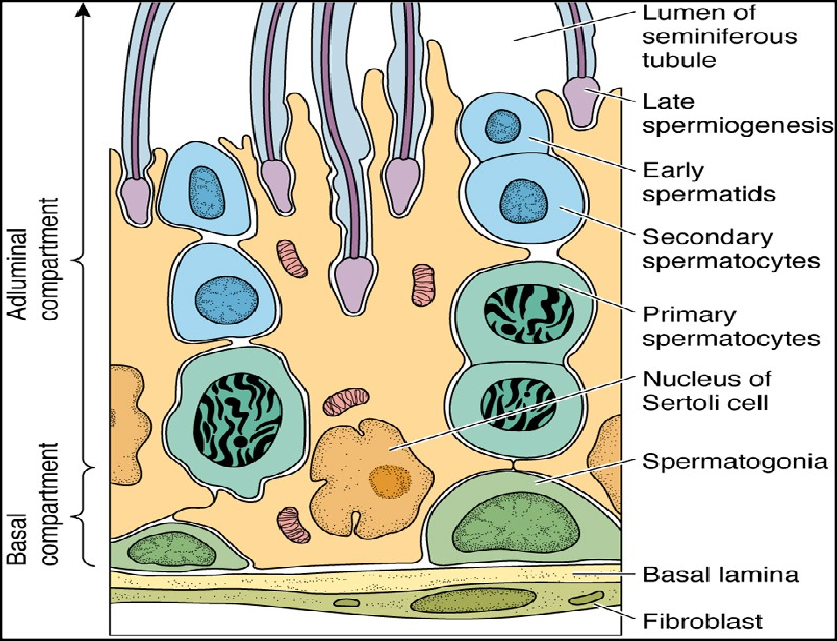 Lumen of
seminiferous
tubule
Late
spermiogenesis
Early
spermatids
Secondary
spermatocytes
Primary
spermatocytes
Nucleus of
Sertoli cell
Spermatogonia
Basal lamina
Fibroblast
Adluminal
compartment
Basal
compartment